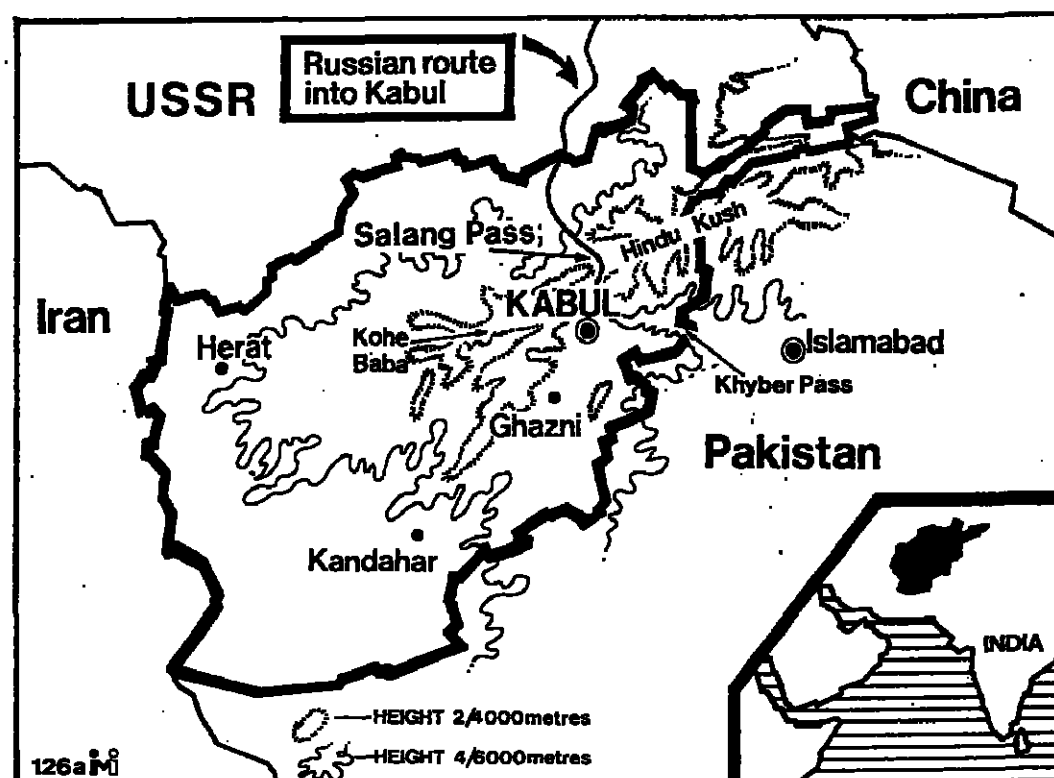 Russian route
into Kabul
USSR
China
Salang Pass
Hindu Kush
Iran
KABUL
Herat
Kohe
Baba
Islamabad
Khyber Pass
Ghazni
Pakistan
Kandahar
INDIA
HEIGHT 2/4000metres
HEIGHT 4/6000metres
126a